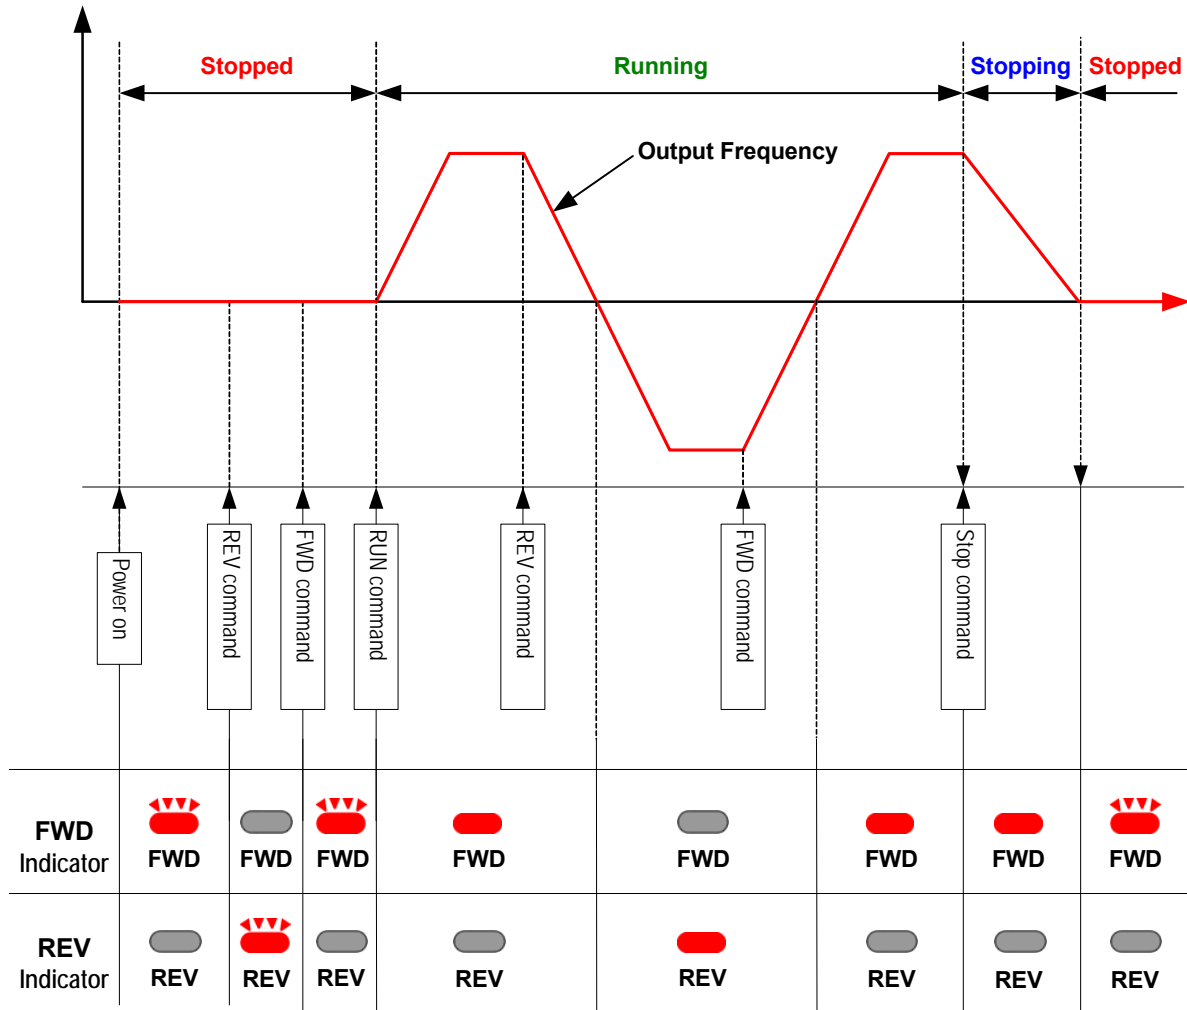 Stopped Running Stopping Stopped
Output Frequency
Power on
REV command
FWD command
RUN command
REV command
FWD command
Stop command
FWD
Indicator
FWD FWD FWD FWD FWD FWD FWD FWD
REV
Indicator
REV REV REV REV REV REV REV REV